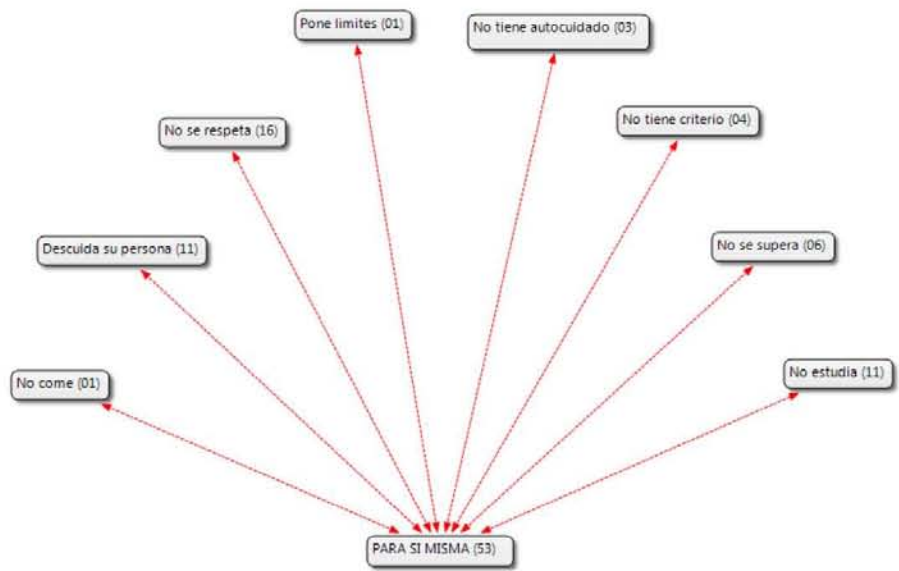 Pone limites (01)
No tiene autocuidado (03)
No se respeta (16)
No tiene criterio (04)
Descuida su persona (11)
No se supera (06)
No come (01)
No estudia (11)
PARA SI MISMA (53)